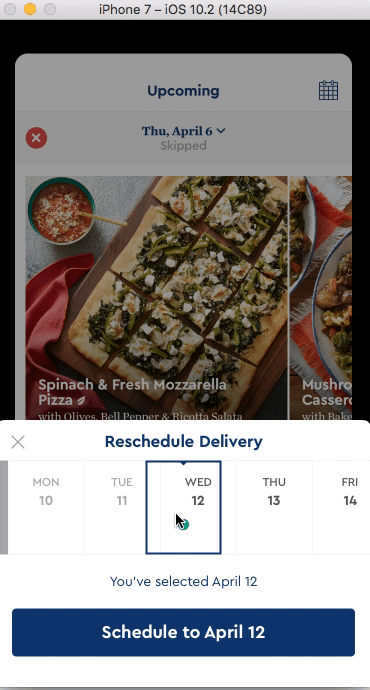 iPhone 7 – iOS 10.2 (14C89)
Upcoming
Thu, April 6
Skipped
Spinach & Fresh Mozzarella
Pizza
with Olives, Bell Pepper & Ricotta Salata
Mushro
Cassero
with Bake
Reschedule Delivery
MON TUE WED THU FRI
10 11 12 13 14
You've selected April 12
Schedule to April 12